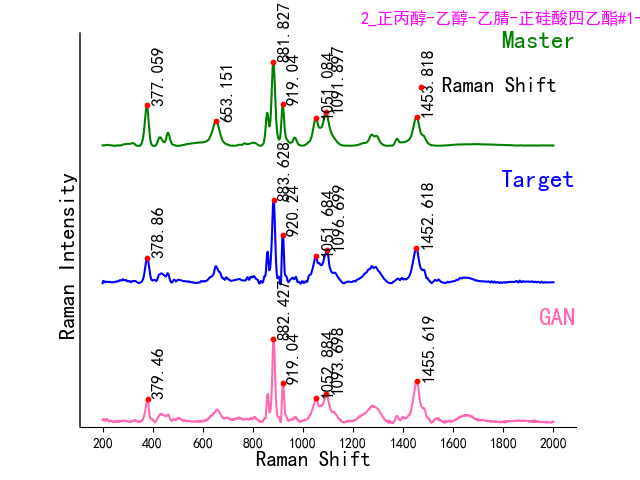 2_正丙醇-乙醇-乙腈-正硅酸四乙酯#1-
Master
Raman Shift
377.059
653.151
881.827
919.04
1051.084
1091.897
1453.818
Target
378.86
883.628
920.24
1051.684
1096.699
1452.618
GAN
379.46
882.427
919.04
1052.884
1093.698
1455.619
Raman Intensity
200 400 600 800 1000 1200 1400 1600 1800 2000
Raman Shift